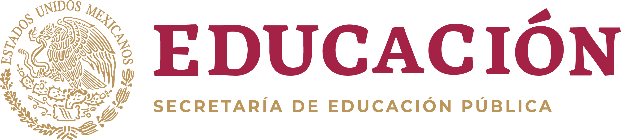 ESTADOS UNIDOS MEXICANOS
EDUCACIÓN
SECRETARÍA DE EDUCACIÓN PÚBLICA